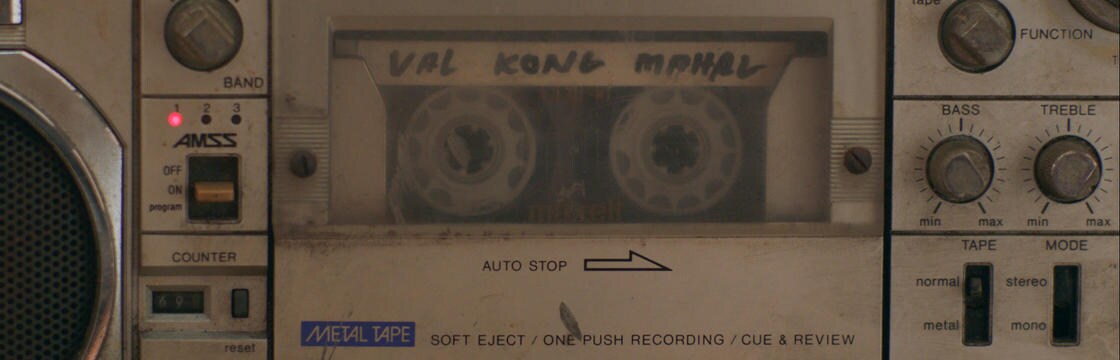 tape
FUNCTION
BAND
VAL KONG MAHAL
1 2 3
AMSS
OFF
ON
program
BASS
TREBLE
min max
min max
maxell
COUNTER
AUTO STOP
TAPE
MODE
normal
stereo
metal
mono
METAL TAPE
SOFT EJECT / ONE PUSH RECORDING / CUE & REVIEW
reset